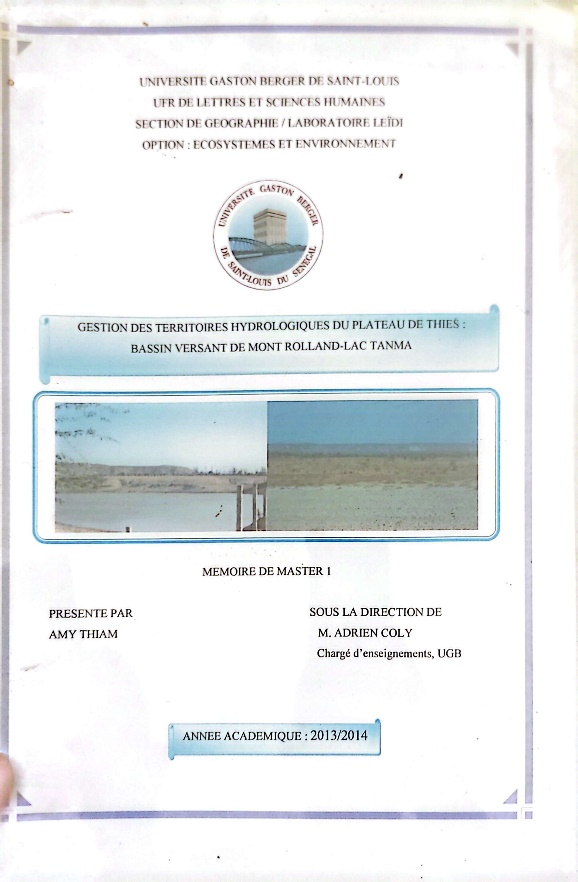 UNIVERSITE GASTON BERGER DE SAINT-LOUIS
UFR DE LETTRES ET SCIENCES HUMAINES
SECTION DE GEOGRAPHIE / LABORATOIRE LEÏDI
OPTION : ECOSYSTEMES ET ENVIRONNEMENT
UNIVERSITE GASTON BERGER
DE SAINT-LOUIS DU SENEGAL
GESTION DES TERRITOIRES HYDROLOGIQUES DU PLATEAU DE THIES :
BASSIN VERSANT DE MONT ROLLAND-LAC TANMA
MEMOIRE DE MASTER 1
PRESENTE PAR
AMY THIAM
SOUS LA DIRECTION DE
M. ADRIEN COLY
Chargé d'enseignements, UGB
ANNEE ACADEMIQUE : 2013/2014